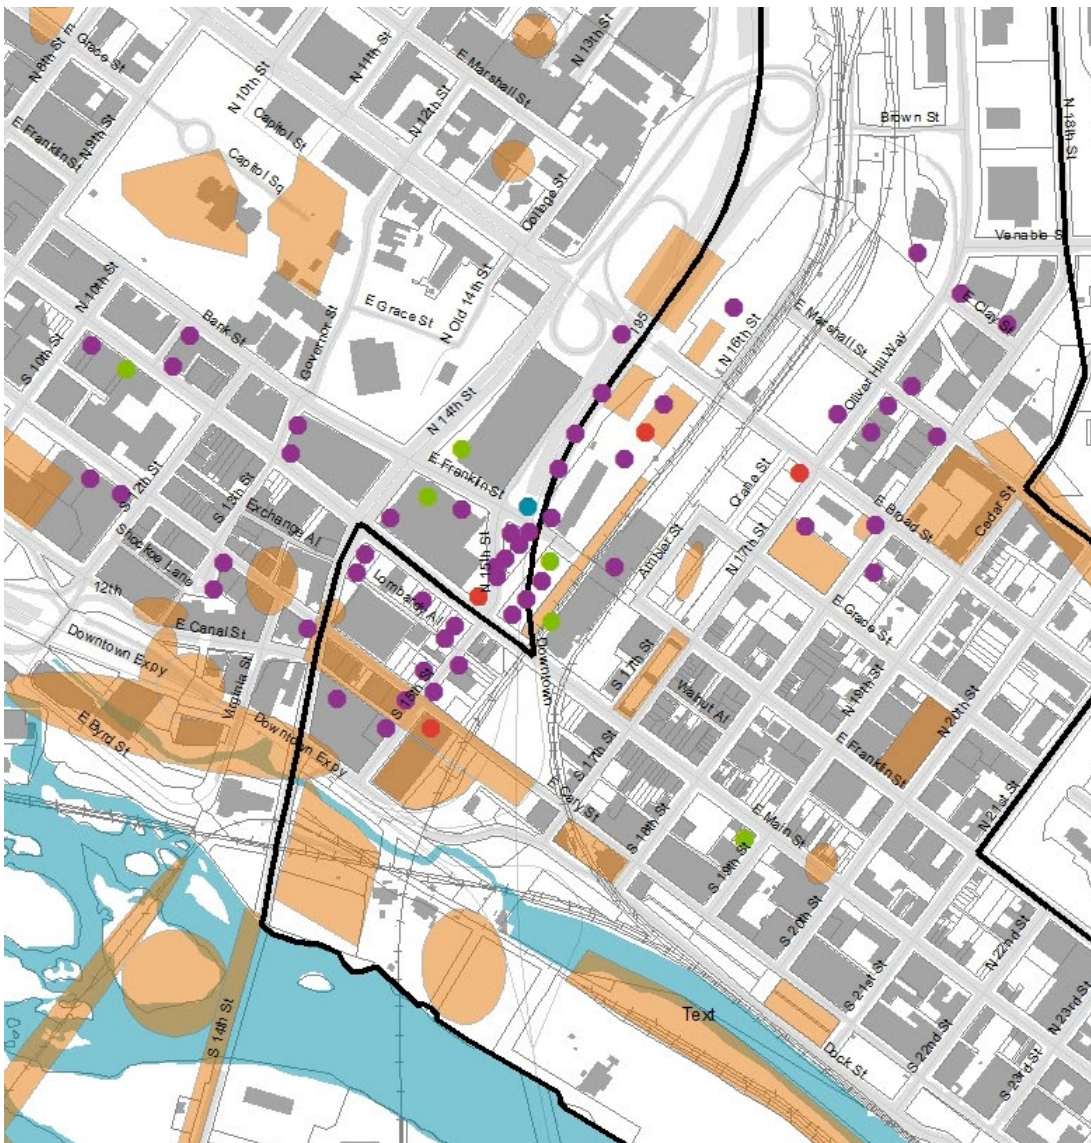 N 8th St
E Grace St
E Franklin St
N 9th St
N 10th St
Capitol St
Capitol Sq
N 11th St
N 12th St
E Marshall St
N 13th St
College St
Brown St
N 18th St
Venable S
E Clay St
E Marshall St
Oliver Hill Way
N 16th St
195
E Grace St
N Old 14th St
Governor St
Bank St
N 10th St
S 10th St
N 14th St
E Franklin St
S 12th St
S 13th St
Exchange Al
Shockoe Lane
12th
E Canal St
Downtown Expy
Virginia St
E Byrd St
Downtown Expy
Lombardy Al
N 15th St
S 15th St
Downtown
Ambar St
Crane St
N 17th St
E Broad St
Cedar St
E Grace St
S 17th St
Walnut Al
N 19th St
N 20th St
E Franklin St
N 21st St
S 17th St
E Cary St
S 18th St
E Main St
S 19th St
S 20th St
S 21st St
N 22nd St
S 22nd St
N 23rd St
S 23rd St
Dock St
S 14th St
Text